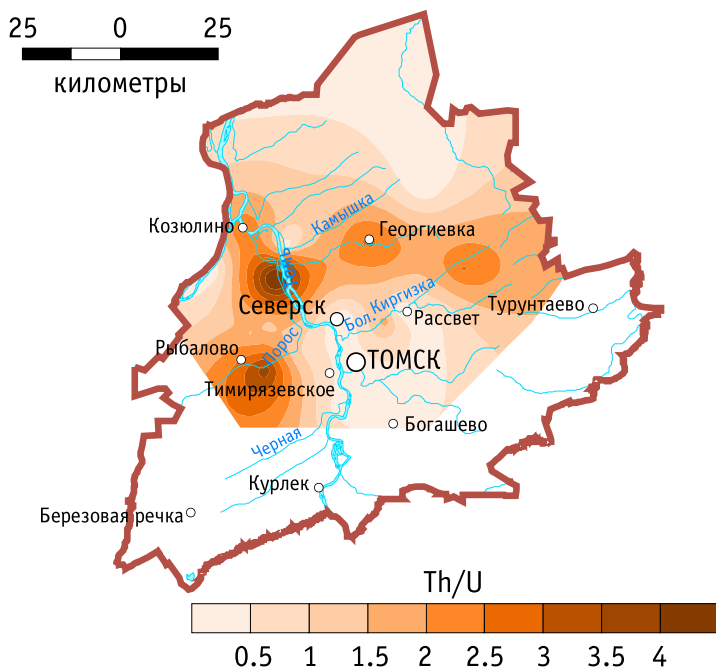 25 0 25
километры
Козюлино
Камышка
Георгиевка
Северск
Бол. Киргизка
Турунтаево
Рассвет
Рыбалово
Порос
ТОМСК
Тимирязевское
Богашево
Черная
Курлек
Березовая речка
Th/U
0.5 1 1.5 2 2.5 3 3.5 4